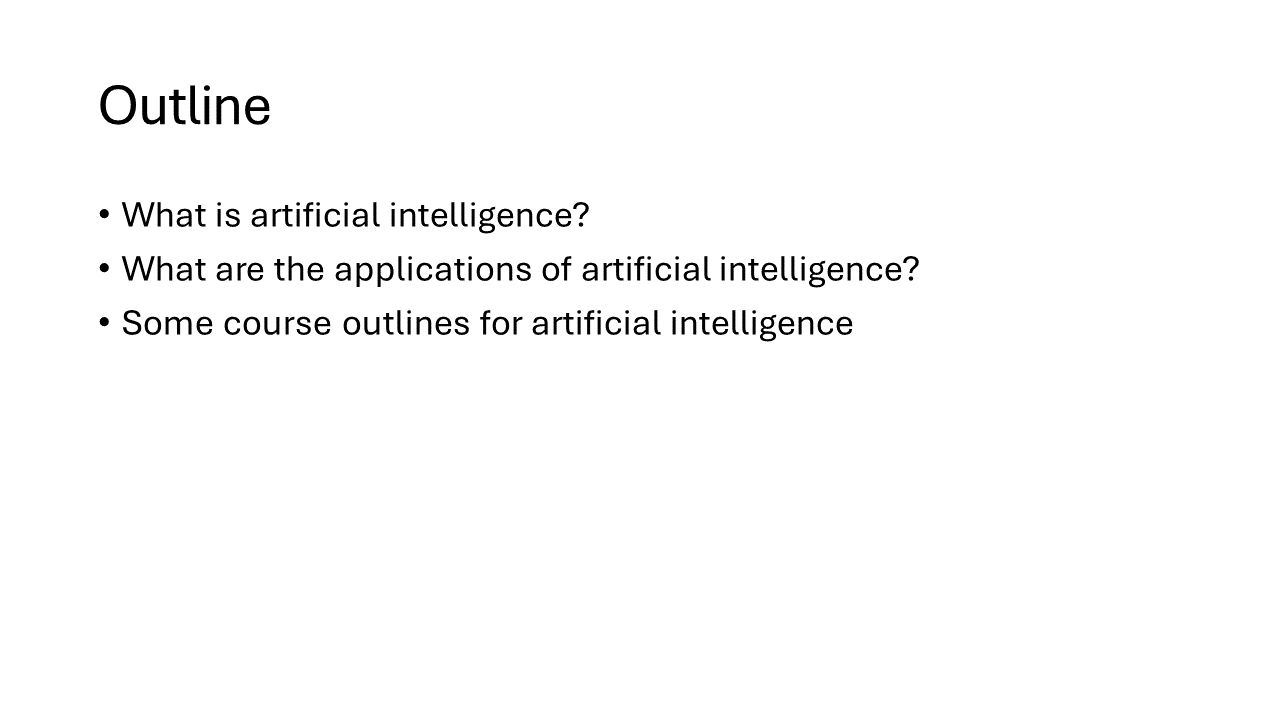 Outline
• What is artificial intelligence?
• What are the applications of artificial intelligence?
• Some course outlines for artificial intelligence